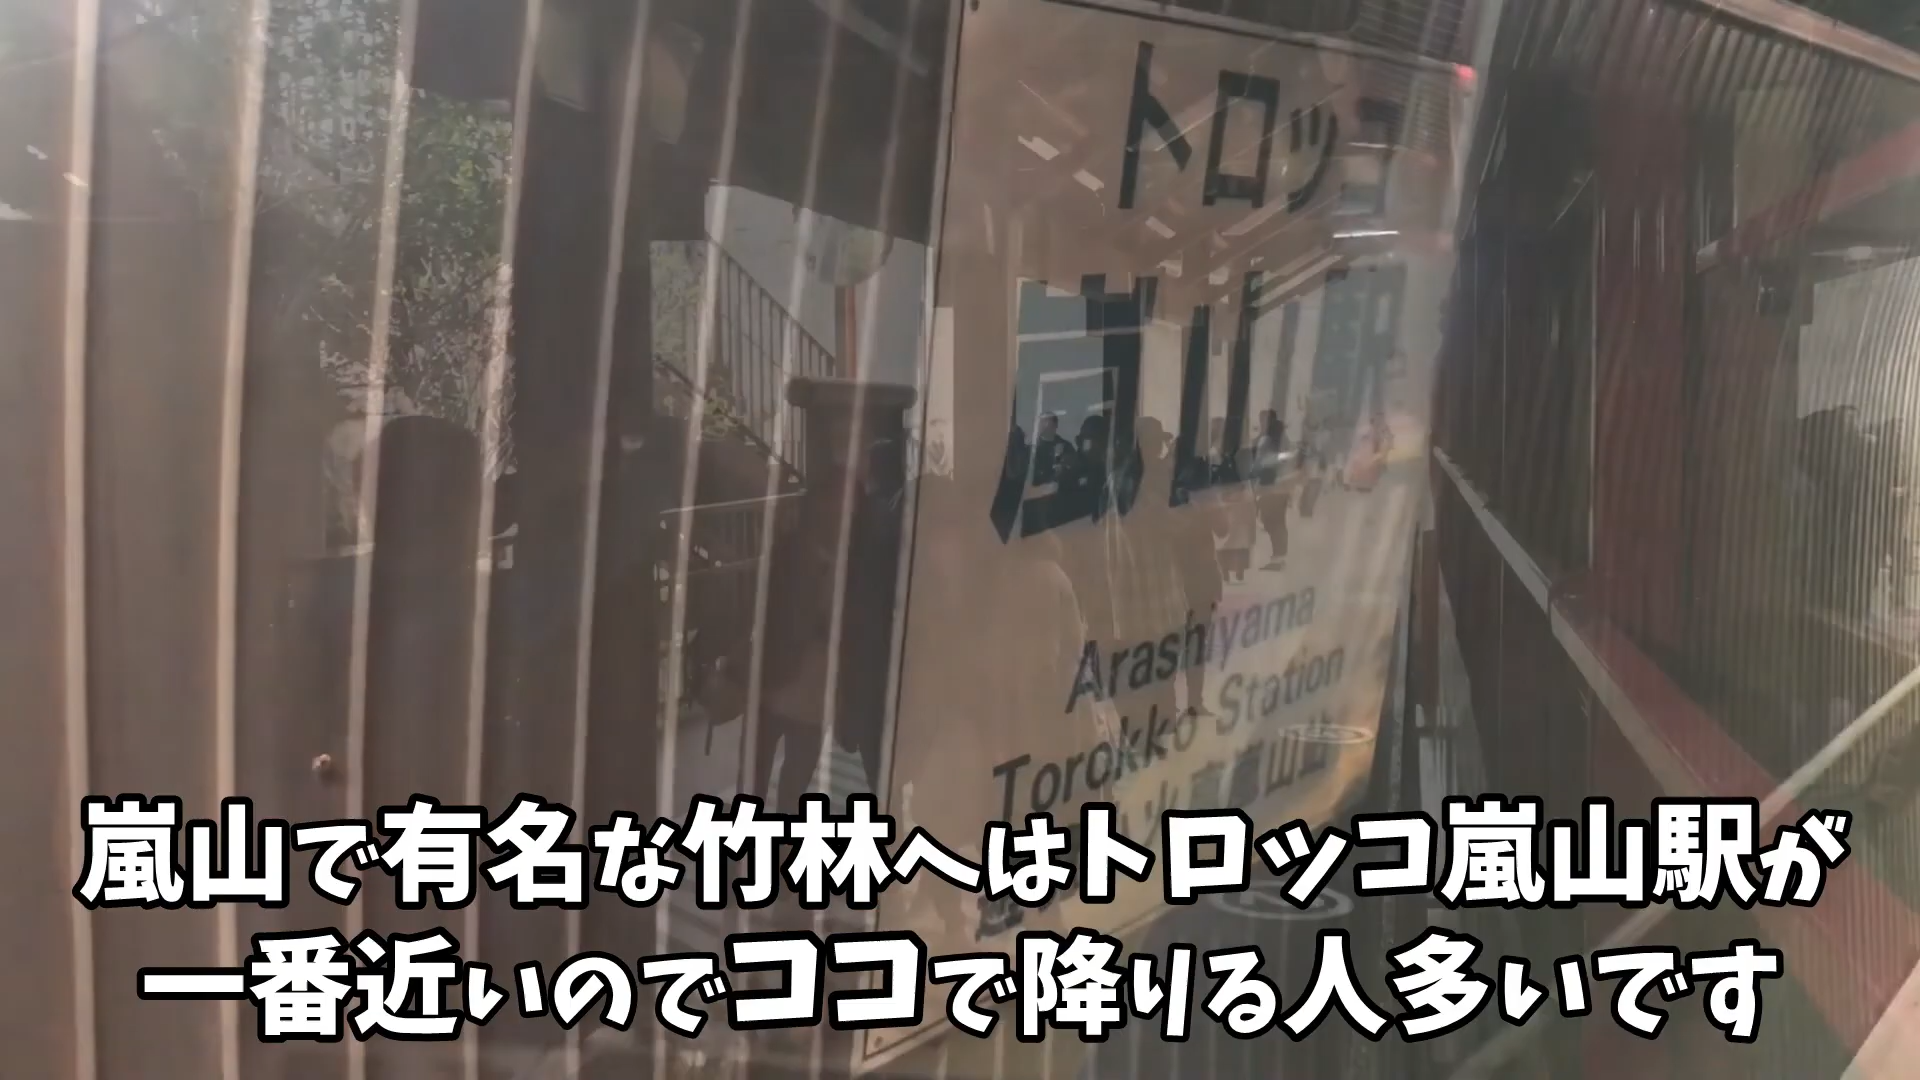 トロッコ
嵐山駅
Arashiyama
Torokko Station
嵐山で有名な竹林へはトロッコ嵐山駅が
一番近いのでココで降りる人多いです